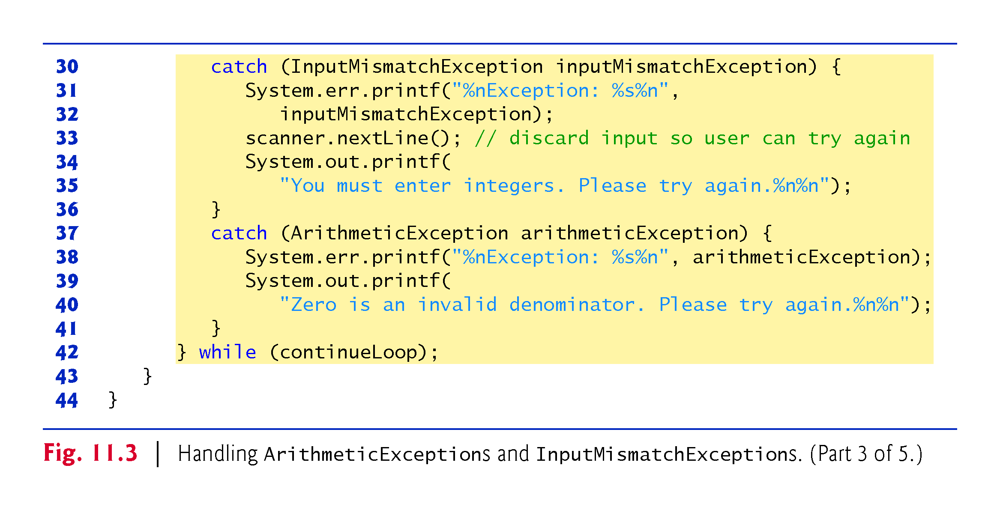 30 catch (InputMismatchException inputMismatchException) {
31 System.err.printf("%nException: %s%n",
32 inputMismatchException);
33 scanner.nextLine(); // discard input so user can try again
34 System.out.printf(
35 "You must enter integers. Please try again.%n%n");
36 }
37 catch (ArithmeticException arithmeticException) {
38 System.err.printf("%nException: %s%n", arithmeticException);
39 System.out.printf(
40 "Zero is an invalid denominator. Please try again.%n%n");
41 }
42 } while (continueLoop);
43 }
44 }
Fig. 11.3 | Handling ArithmeticExceptions and InputMismatchExceptions. (Part 3 of 5.)